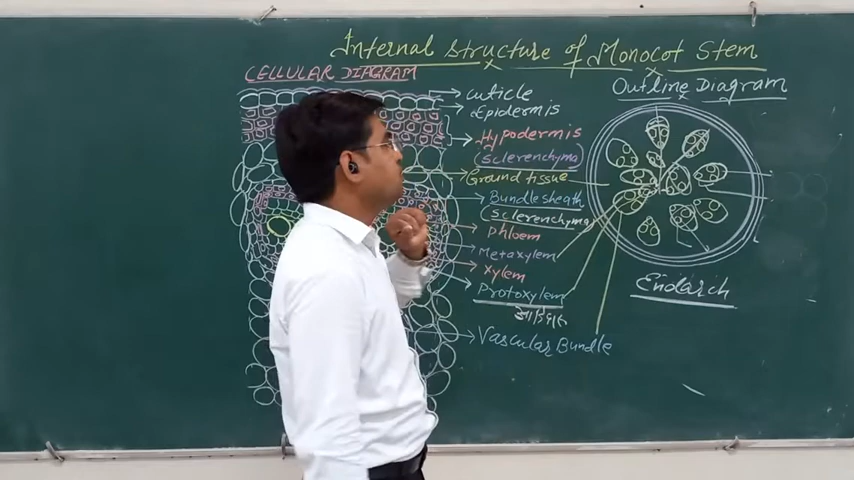 Internal structure of Monocot stem
CELLULAR DIAGRAM
Outline Diagram
cuticle
Epidermis
Hypodermis
(sclerenchyma)
Ground tissue
Bundle sheath
(sclerenchyma)
Phloem
Metaxylem
xylem
Protoxylem
आदिदारू
Vascular Bundle
Endarch